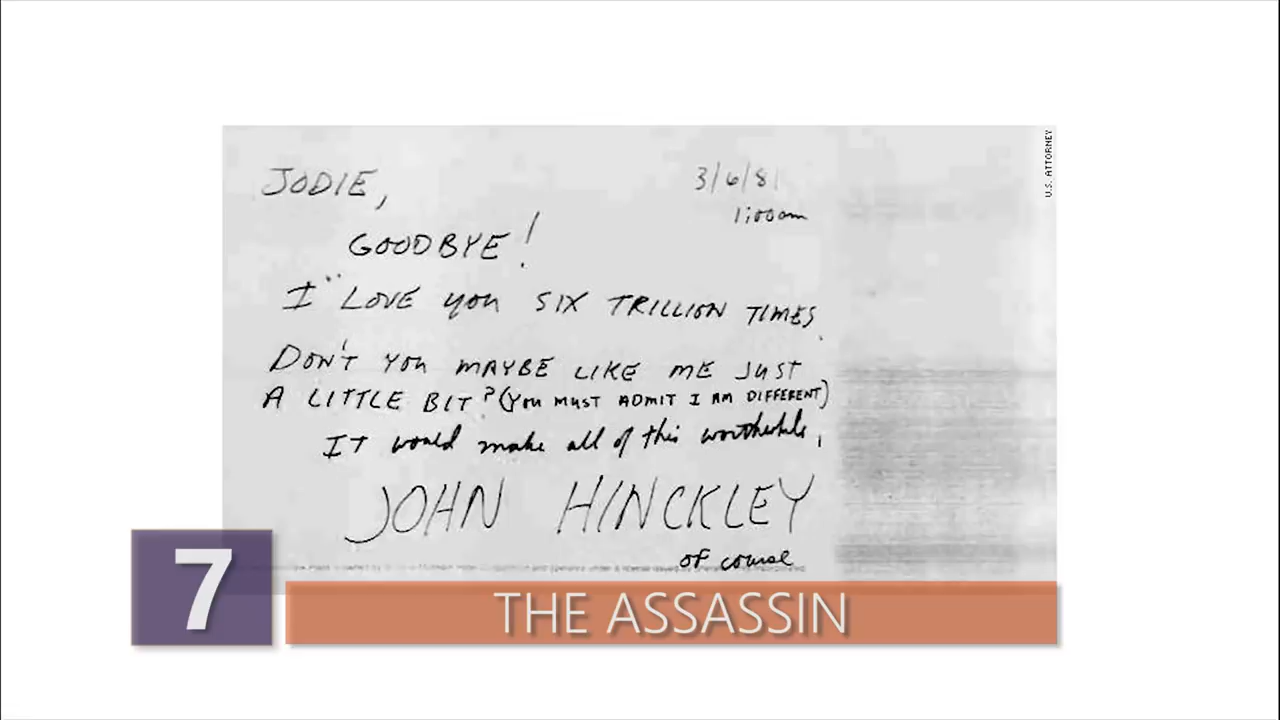 JODIE,
3/6/81
1:00am
GOODBYE!
I LOVE YOU SIX TRILLION TIMES.
DON'T YOU MAYBE LIKE ME JUST
A LITTLE BIT? (YOU MUST ADMIT I AM DIFFERENT)
IT would make all of this worthwhile.
JOHN HINCKLEY
of course
U.S. ATTORNEY
7
THE ASSASSIN